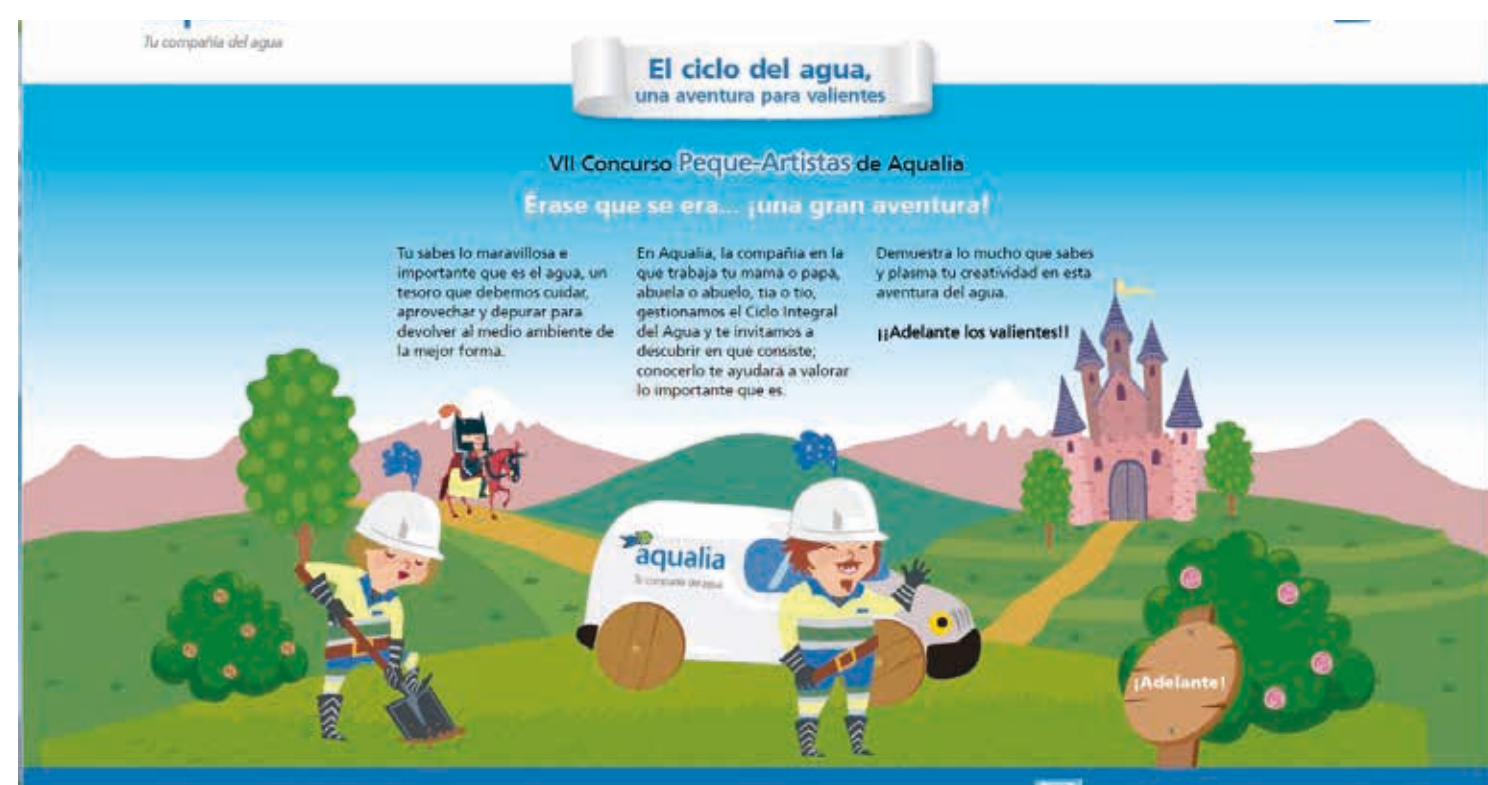 Tu compañía del agua
El ciclo del agua,
una aventura para valientes
VII Concurso Peque-Artistas de Aqualia
Érase que se era... ¡una gran aventura!
Tu sabes lo maravillosa e
importante que es el agua, un
tesoro que debemos cuidar,
aprovechar y depurar para
devolver al medio ambiente de
la mejor forma.
En Aqualia, la compañía en la
que trabaja tu mamá o papá,
abuela o abuelo, tía o tío,
gestionamos el Ciclo Integral
del Agua y te invitamos a
descubrir en que consiste;
conocerlo te ayudará a valorar
lo importante que es.
Demuestra lo mucho que sabes
y plasma tu creatividad en esta
aventura del agua.
¡¡Adelante los valientes!!
aqualia
Tu compañía del agua
¡Adelante!